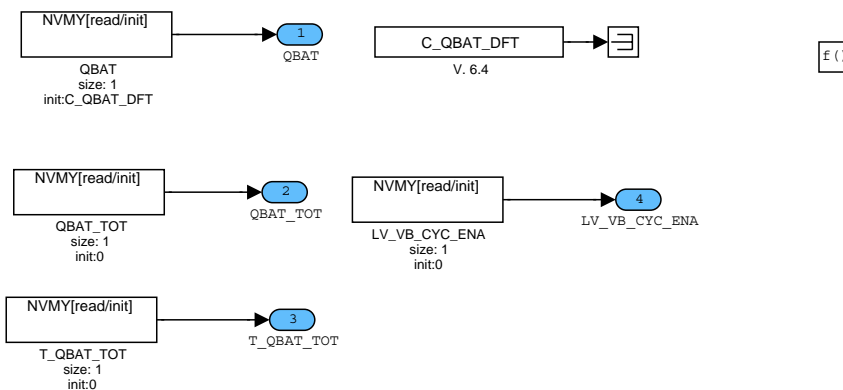 NVMY[read/init]
1
QBAT
QBAT
size: 1
init:C_QBAT_DFT
C_QBAT_DFT
V. 6.4
f()
NVMY[read/init]
2
QBAT_TOT
QBAT_TOT
size: 1
init:0
NVMY[read/init]
4
LV_VB_CYC_ENA
LV_VB_CYC_ENA
size: 1
init:0
NVMY[read/init]
3
T_QBAT_TOT
T_QBAT_TOT
size: 1
init:0